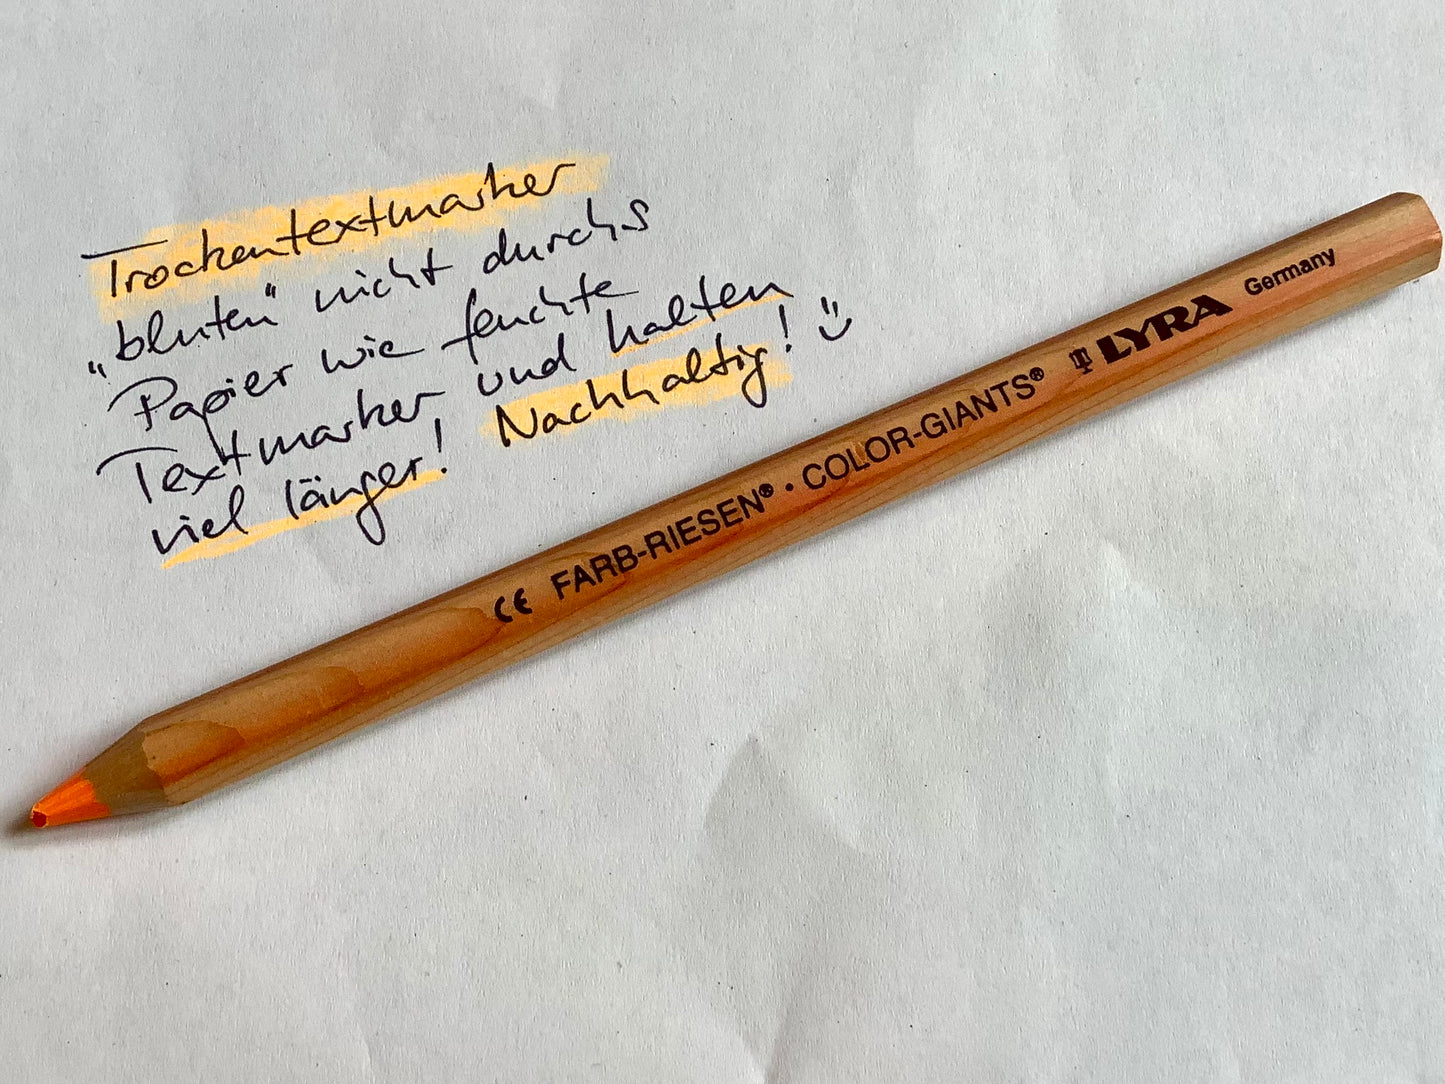 Trockentextmarker
„bluten“ nicht durchs
Papier wie feuchte
Textmarker und halten
viel länger! Nachhaltig! :)
CE FARB-RIESEN® · COLOR-GIANTS® LYRA Germany